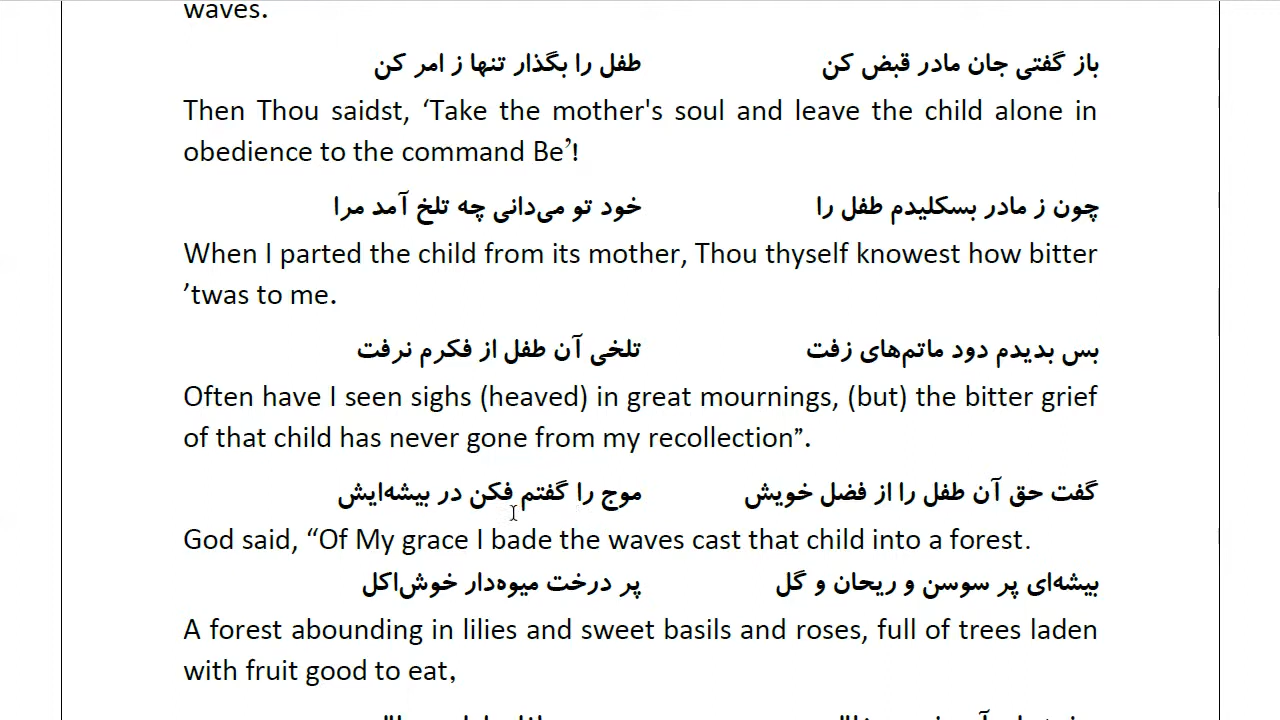 waves.
باز گفتی جان مادر قبض کن طفل را بگذار تنها ز امر کن
Then Thou saidst, ‘Take the mother's soul and leave the child alone in
obedience to the command Be’!
چون ز مادر بسکلیدم طفل را خود تو می‌دانی چه تلخ آمد مرا
When I parted the child from its mother, Thou thyself knowest how bitter
’twas to me.
بس بدیدم دود ماتم‌های زفت تلخی آن طفل از فکرم نرفت
Often have I seen sighs (heaved) in great mournings, (but) the bitter grief
of that child has never gone from my recollection”.
گفت حق آن طفل را از فضل خویش موج را گفتم فکن در بیشه‌ایش
God said, “Of My grace I bade the waves cast that child into a forest.
بیشه‌ای پر سوسن و ریحان و گل پر درخت میوه‌دار خوش‌اکل
A forest abounding in lilies and sweet basils and roses, full of trees laden
with fruit good to eat,